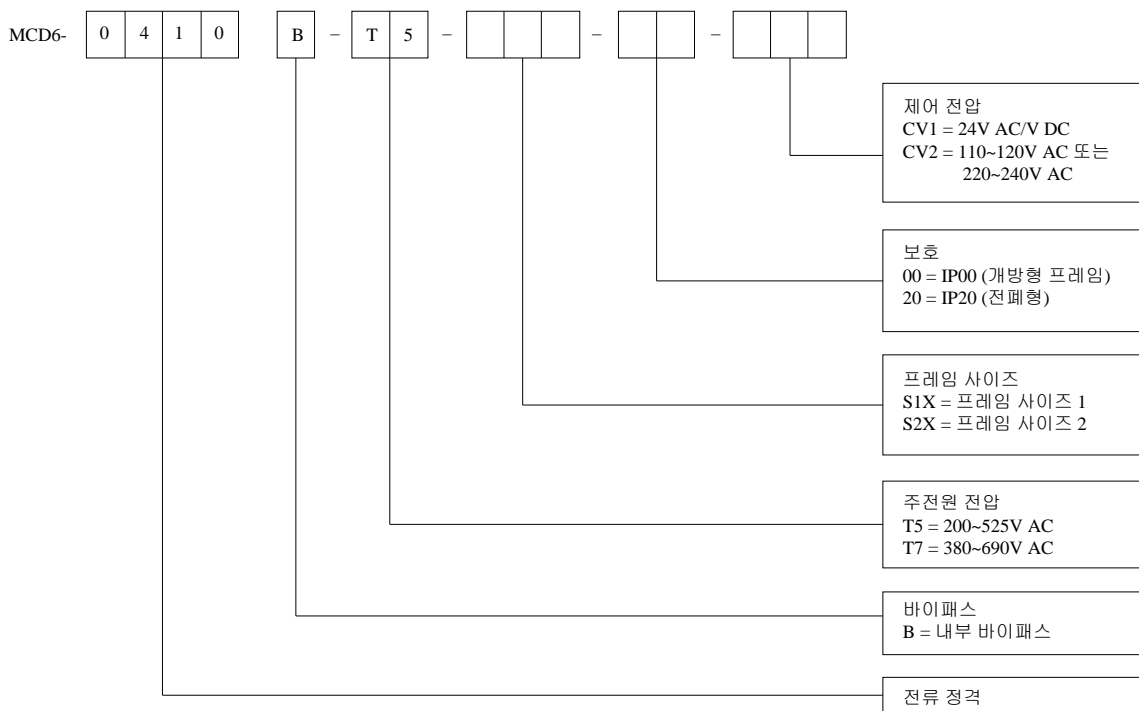 MCD6- 0 4 1 0 B – T 5 – – –
제어 전압
CV1 = 24V AC/V DC
CV2 = 110~120V AC 또는
220~240V AC
보호
00 = IP00 (개방형 프레임)
20 = IP20 (전폐형)
프레임 사이즈
S1X = 프레임 사이즈 1
S2X = 프레임 사이즈 2
주전원 전압
T5 = 200~525V AC
T7 = 380~690V AC
바이패스
B = 내부 바이패스
전류 정격